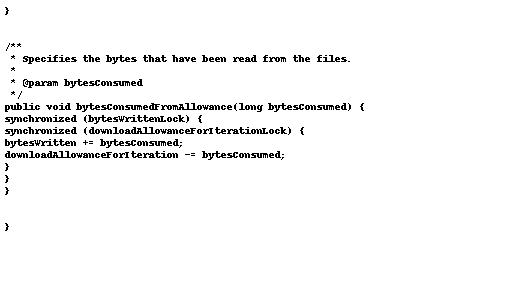 }
/**
 * Specifies the bytes that have been read from the files.
 *
 * @param bytesConsumed
 */
public void bytesConsumedFromAllowance(long bytesConsumed) {
synchronized (bytesWrittenLock) {
synchronized (downloadAllowanceForIterationLock) {
bytesWritten += bytesConsumed;
downloadAllowanceForIteration -= bytesConsumed;
}
}
}
}